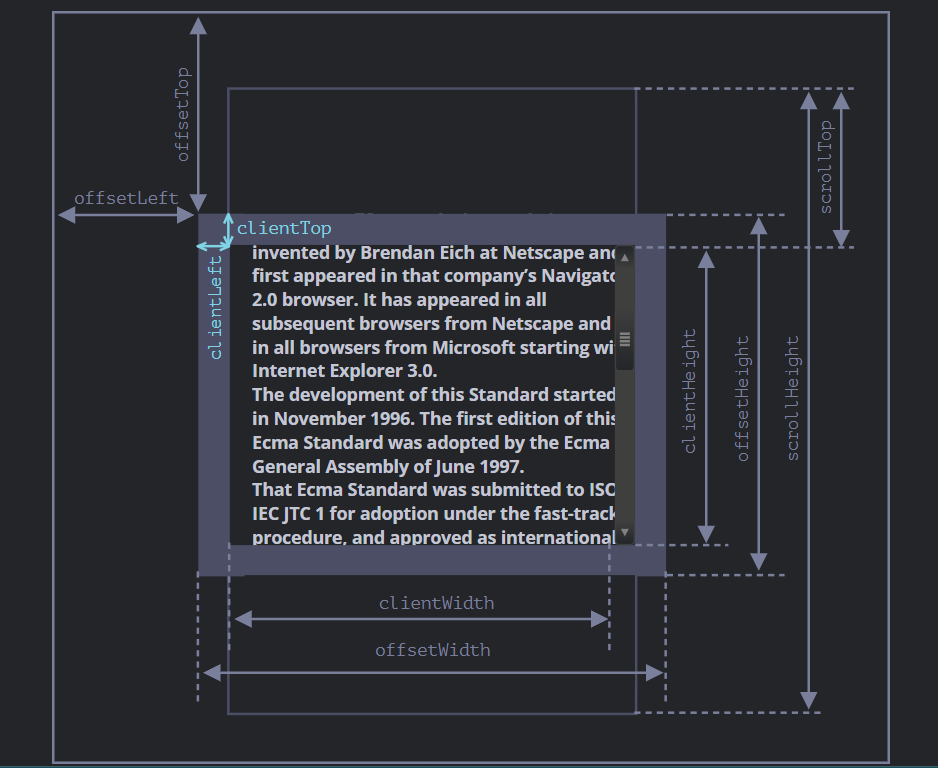 offsetTop
offsetLeft
scrollTop
clientTop
clientLeft
invented by Brendan Eich at Netscape and
first appeared in that company’s Navigato
2.0 browser. It has appeared in all
subsequent browsers from Netscape and
in all browsers from Microsoft starting wi
Internet Explorer 3.0.
The development of this Standard started
in November 1996. The first edition of this
Ecma Standard was adopted by the Ecma
General Assembly of June 1997.
That Ecma Standard was submitted to ISO
IEC JTC 1 for adoption under the fast-track
procedure, and approved as international
clientHeight
offsetHeight
scrollHeight
clientWidth
offsetWidth